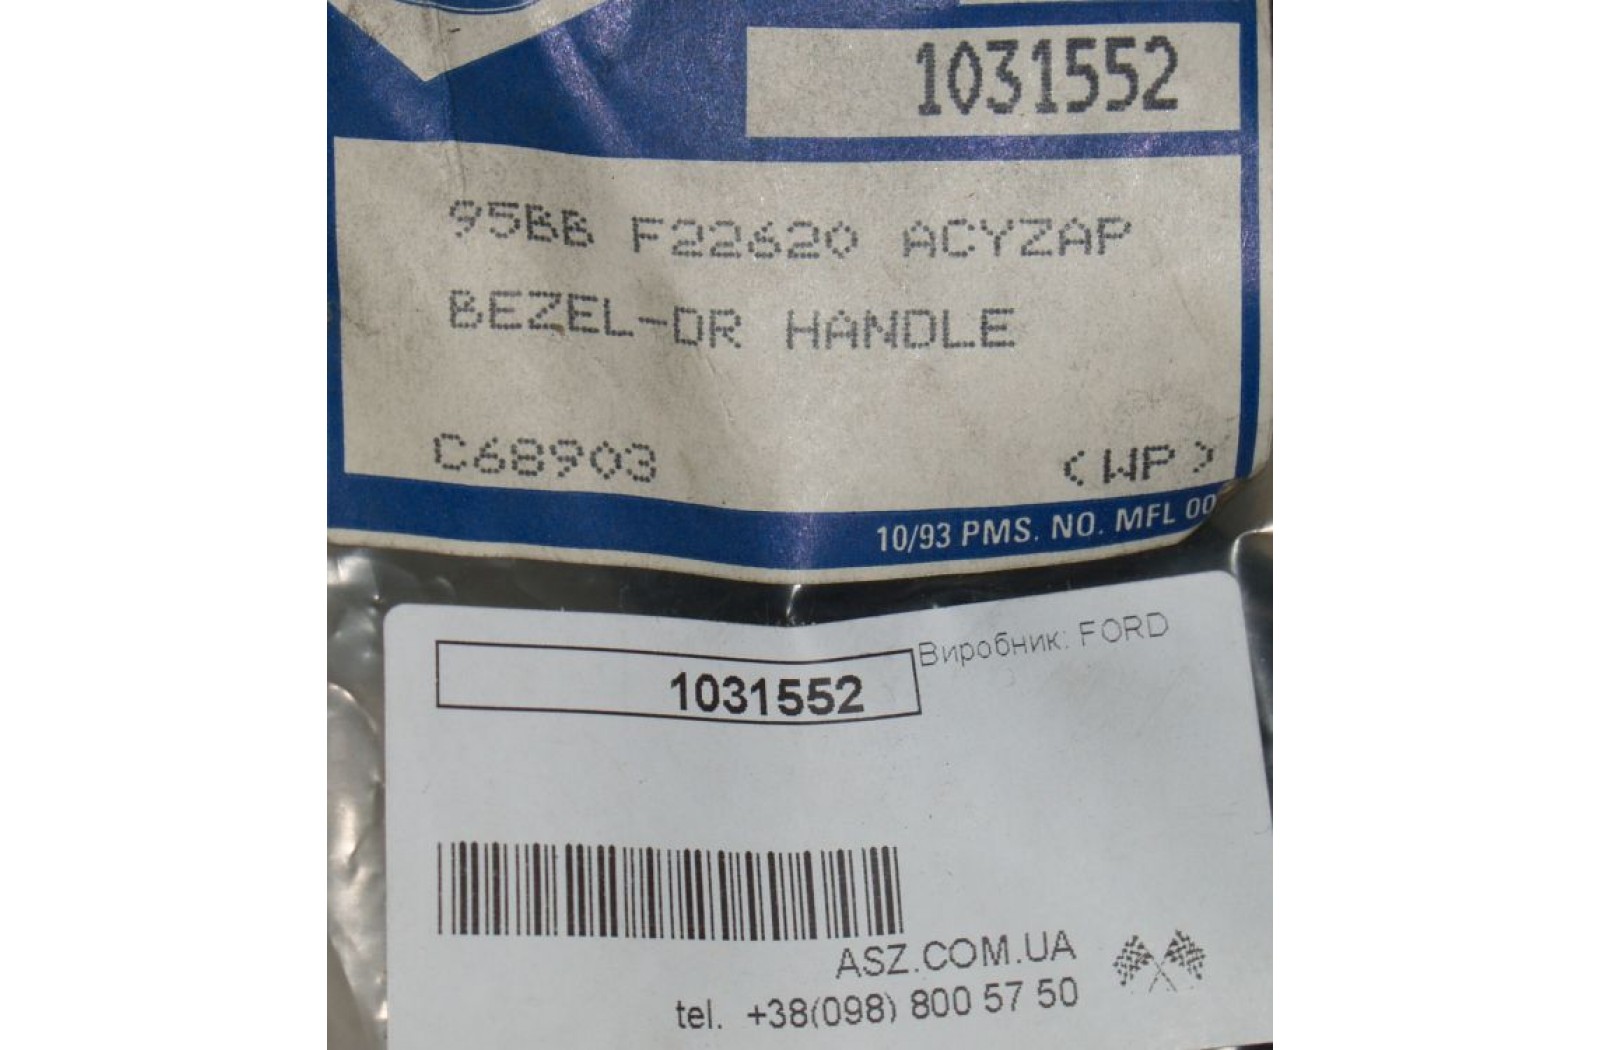 1031552
95BB F22620 ACYZAP
BEZEL-DR HANDLE
C68903 <WP>
10/93 PMS. NO. MFL 00
Виробник: FORD
1031552
ASZ.COM.UA
tel. +38(098) 800 57 50